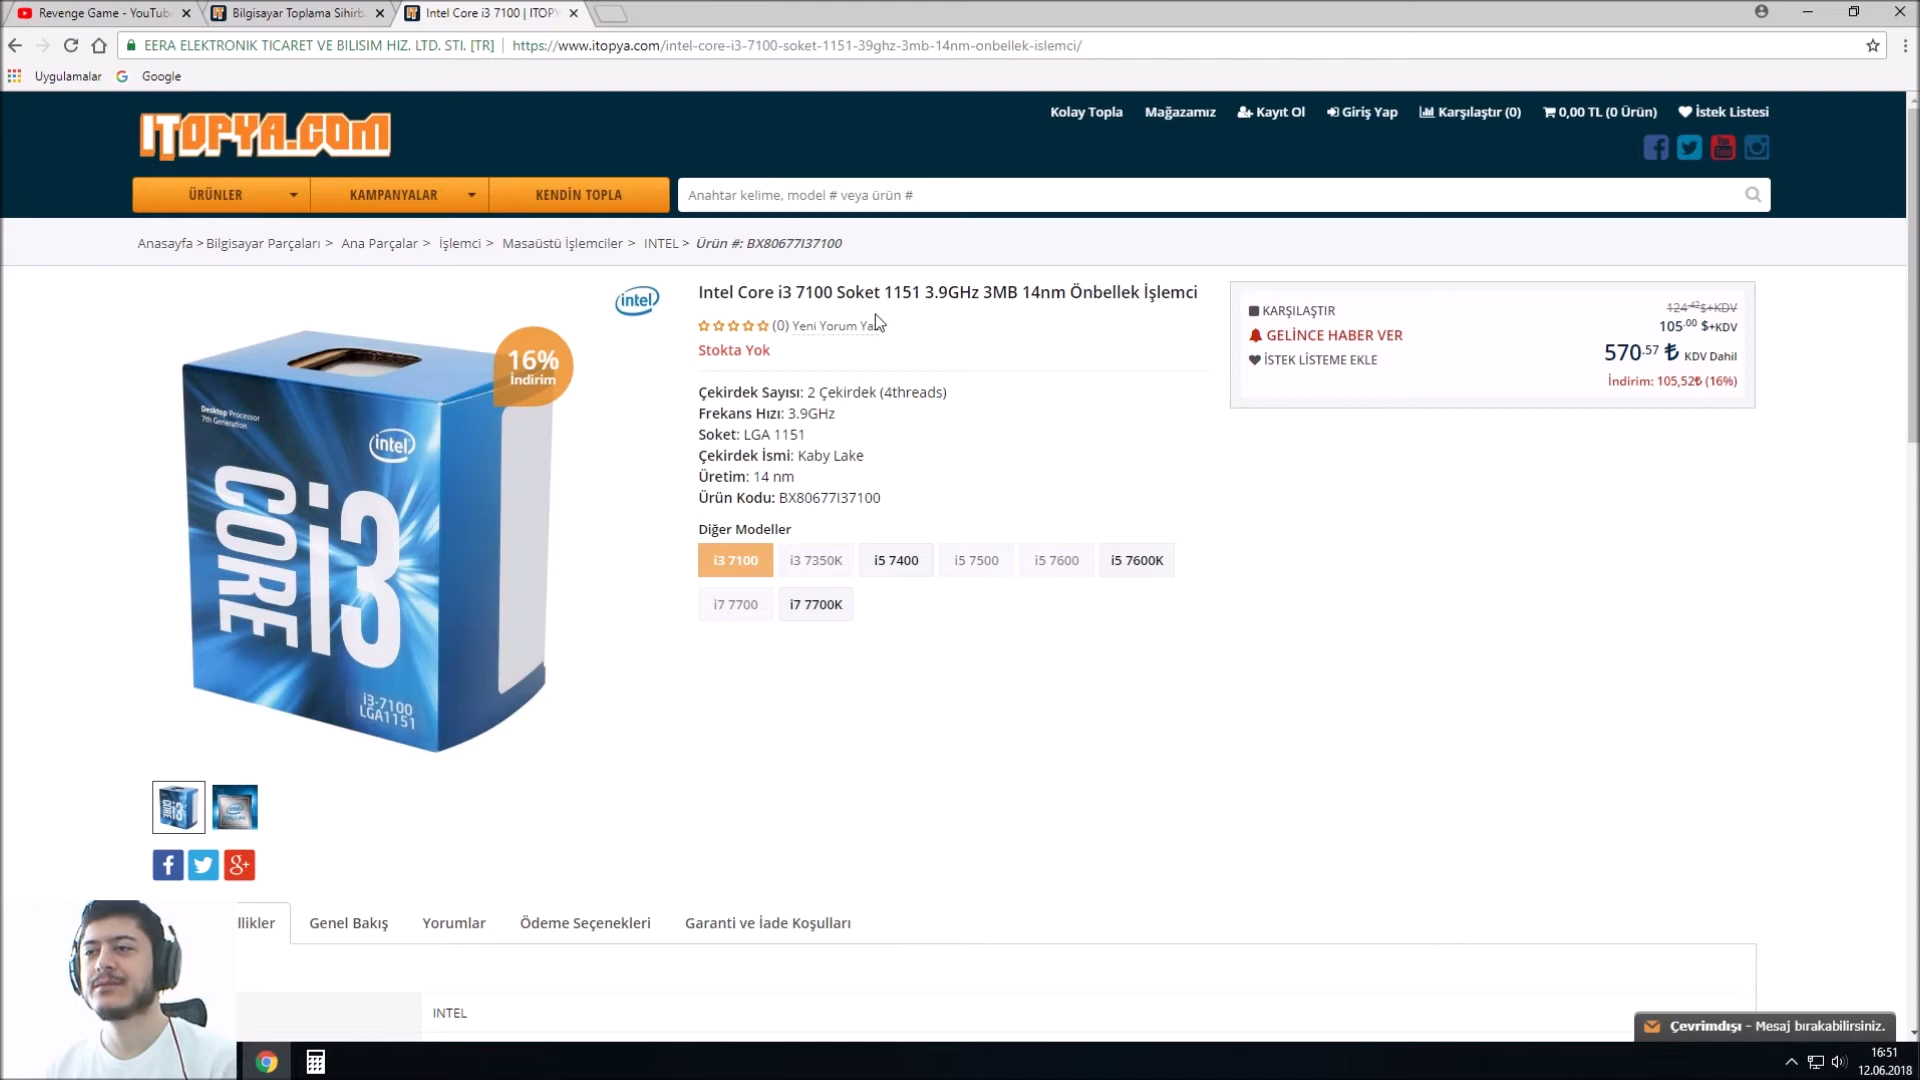 Revenge Game - YouTub
Bilgisayar Toplama Sihirb
Intel Core i3 7100 | ITOPY
EERA ELEKTRONIK TICARET VE BILISIM HIZ. LTD. STI. [TR]
https://www.itopya.com/intel-core-i3-7100-soket-1151-39ghz-3mb-14nm-onbellek-islemci/
Uygulamalar
Google
ITOPYA.COM
Kolay Topla
Mağazamız
Kayıt Ol
Giriş Yap
Karşılaştır (0)
0,00 TL (0 Ürün)
İstek Listesi
ÜRÜNLER
KAMPANYALAR
KENDİN TOPLA
Anahtar kelime, model # veya ürün #
Anasayfa > Bilgisayar Parçaları > Ana Parçalar > İşlemci > Masaüstü İşlemciler > INTEL > Ürün #: BX80677I37100
intel
Intel Core i3 7100 Soket 1151 3.9GHz 3MB 14nm Önbellek İşlemci
(0) Yeni Yorum Ya
Stokta Yok
Çekirdek Sayısı: 2 Çekirdek (4threads)
Frekans Hızı: 3.9GHz
Soket: LGA 1151
Çekirdek İsmi: Kaby Lake
Üretim: 14 nm
Ürün Kodu: BX80677I37100
Diğer Modeller
i3 7100
i3 7350K
i5 7400
i5 7500
i5 7600
i5 7600K
i7 7700
i7 7700K
KARŞILAŞTIR
GELİNCE HABER VER
İSTEK LİSTEME EKLE
124.42$+KDV
105.00 $+KDV
570.57 ₺ KDV Dahil
İndirim: 105,52₺ (16%)
16%
İndirim
Desktop Processor
7th Generation
intel
CORE i3
i3-7100
LGA1151
llikler
Genel Bakış
Yorumlar
Ödeme Seçenekleri
Garanti ve İade Koşulları
INTEL
Çevrimdışı - Mesaj bırakabilirsiniz.
16:51
12.06.2018